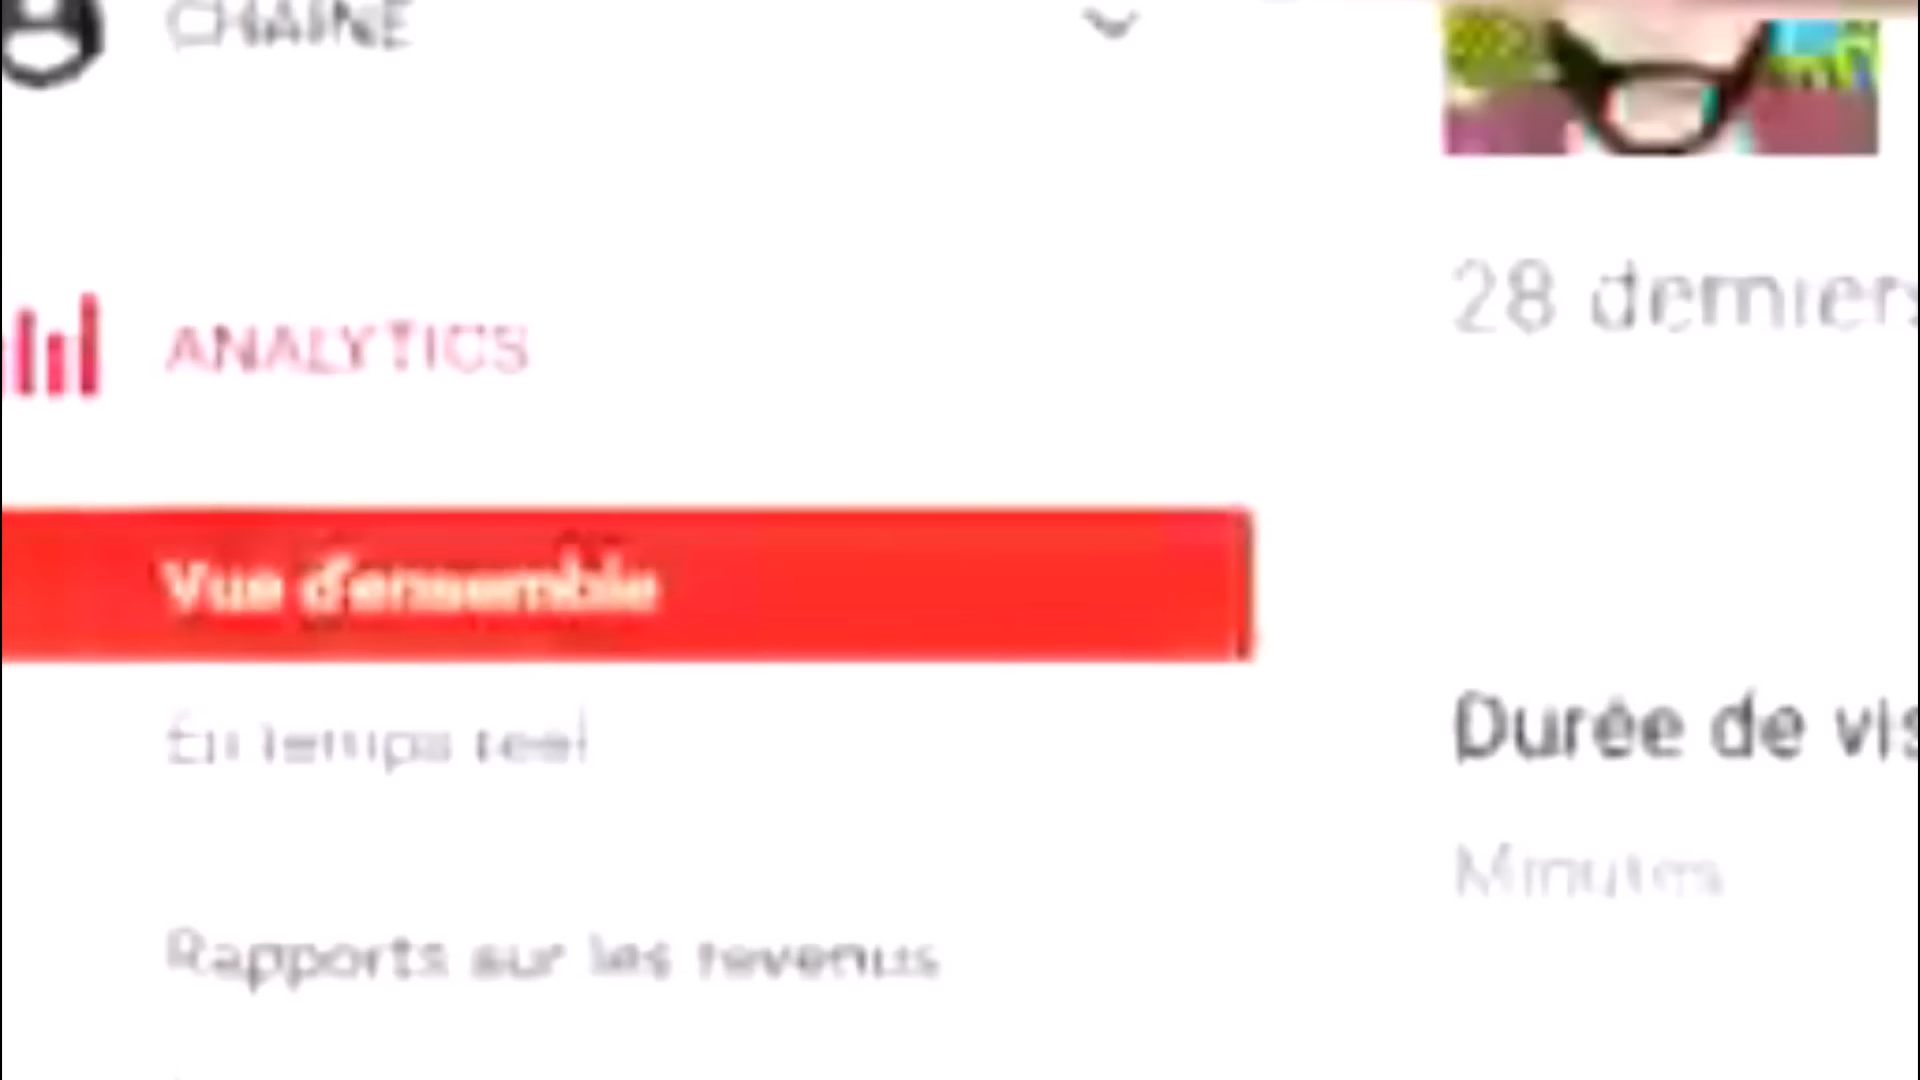 CHAÎNE
ANALYTICS
Vue d'ensemble
En temps réel
Rapports sur les revenus
28 derniers
Durée de vis
Minutes